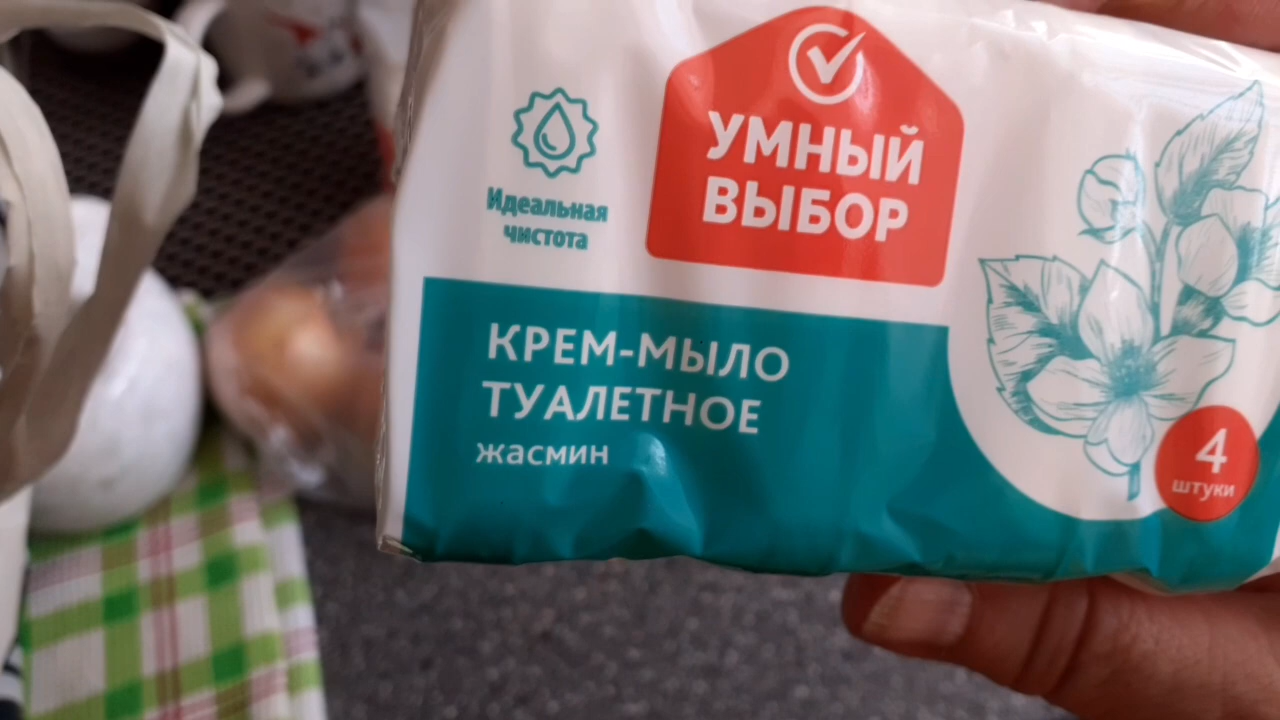 УМНЫЙ
ВЫБОР
Идеальная
чистота
КРЕМ-МЫЛО
ТУАЛЕТНОЕ
жасмин
4
штуки